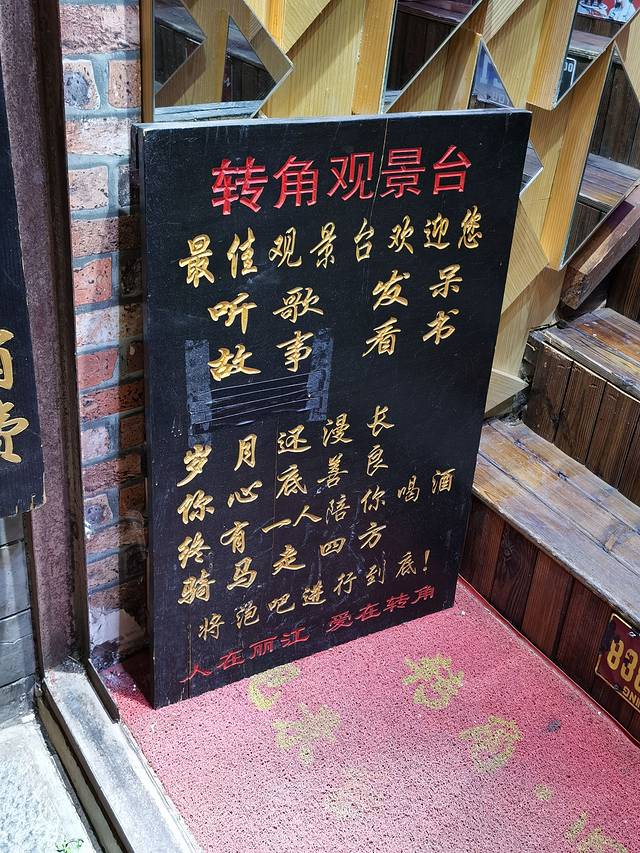 转角观景台
最佳观景台欢迎您
听歌 发呆
故事 看书
岁月还漫长
你心底善良
终有一人陪你喝酒
骑马走四方
将泡吧进行到底！
人在丽江 爱在转角
838